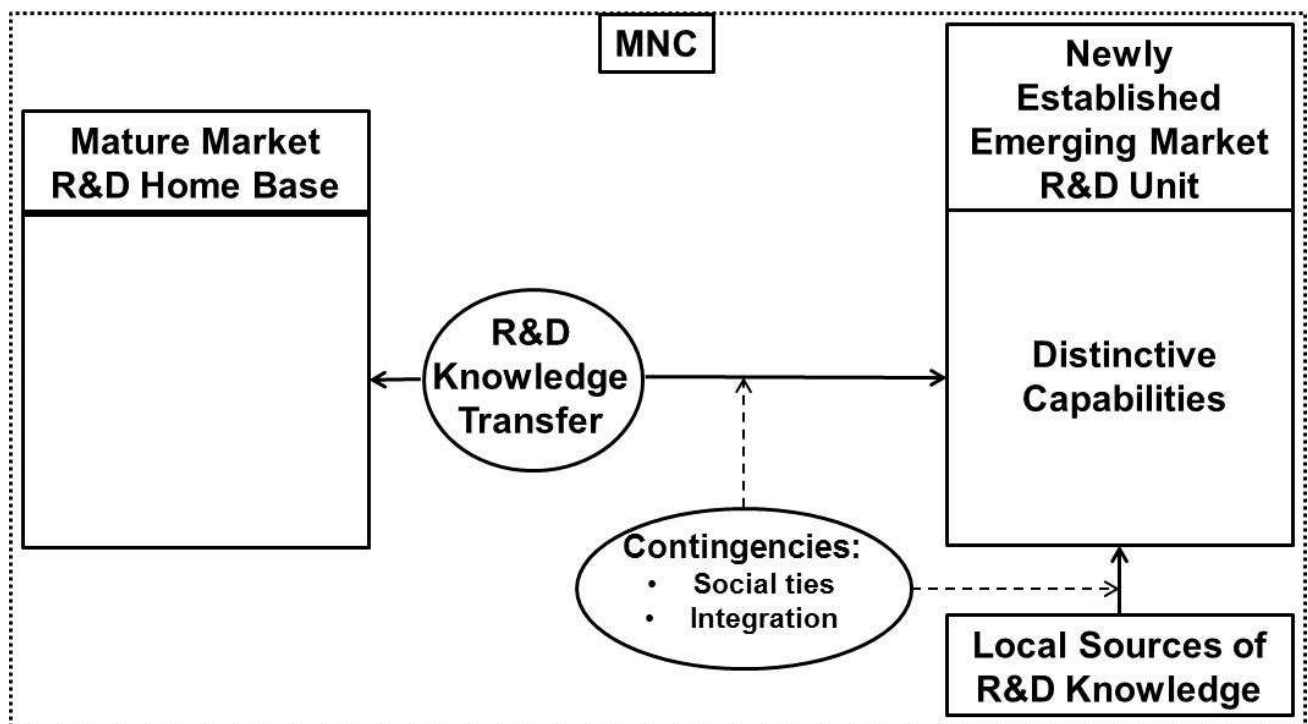 MNC
Mature Market
R&D Home Base
Newly
Established
Emerging Market
R&D Unit
R&D
Knowledge
Transfer
Distinctive
Capabilities
Contingencies:
• Social ties
• Integration
Local Sources of
R&D Knowledge